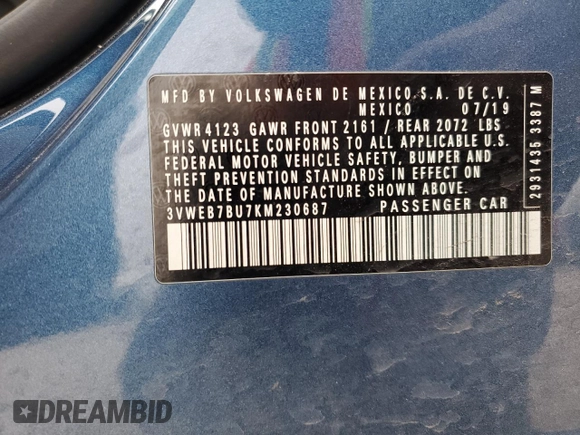 MFD BY VOLKSWAGEN DE MEXICO.S.A. DE C.V.
MEXICO 07/19
GVWR 4123 GAWR FRONT 2161 / REAR 2072 LBS
THIS VEHICLE CONFORMS TO ALL APPLICABLE U.S.
FEDERAL MOTOR VEHICLE SAFETY, BUMPER AND
THEFT PREVENTION STANDARDS IN EFFECT ON
THE DATE OF MANUFACTURE SHOWN ABOVE.
3VWEB7BU7KM230687 PASSENGER CAR
2931435 3387 M
DREAMBID